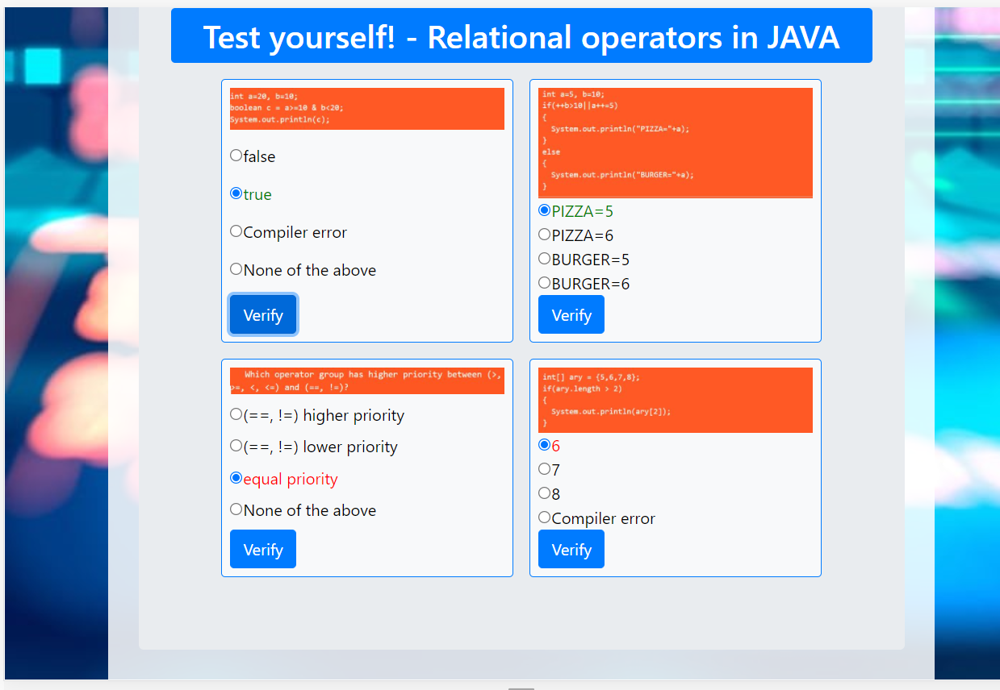 Test yourself! - Relational operators in JAVA
int a=20, b=10;
boolean c = a>=10 & b<20;
System.out.println(c);
false
true
Compiler error
None of the above
Verify
int a=5, b=10;
if(++b>10||a++=5)
{
System.out.println("PIZZA="+a);
}
else
{
System.out.println("BURGER="+a);
}
PIZZA=5
PIZZA=6
BURGER=5
BURGER=6
Verify
Which operator group has higher priority between (>,
>=, <, <=) and (==, !=)?
(==, !=) higher priority
(==, !=) lower priority
equal priority
None of the above
Verify
int[] ary = {5,6,7,8};
if(ary.length > 2)
{
System.out.println(ary[2]);
}
6
7
8
Compiler error
Verify